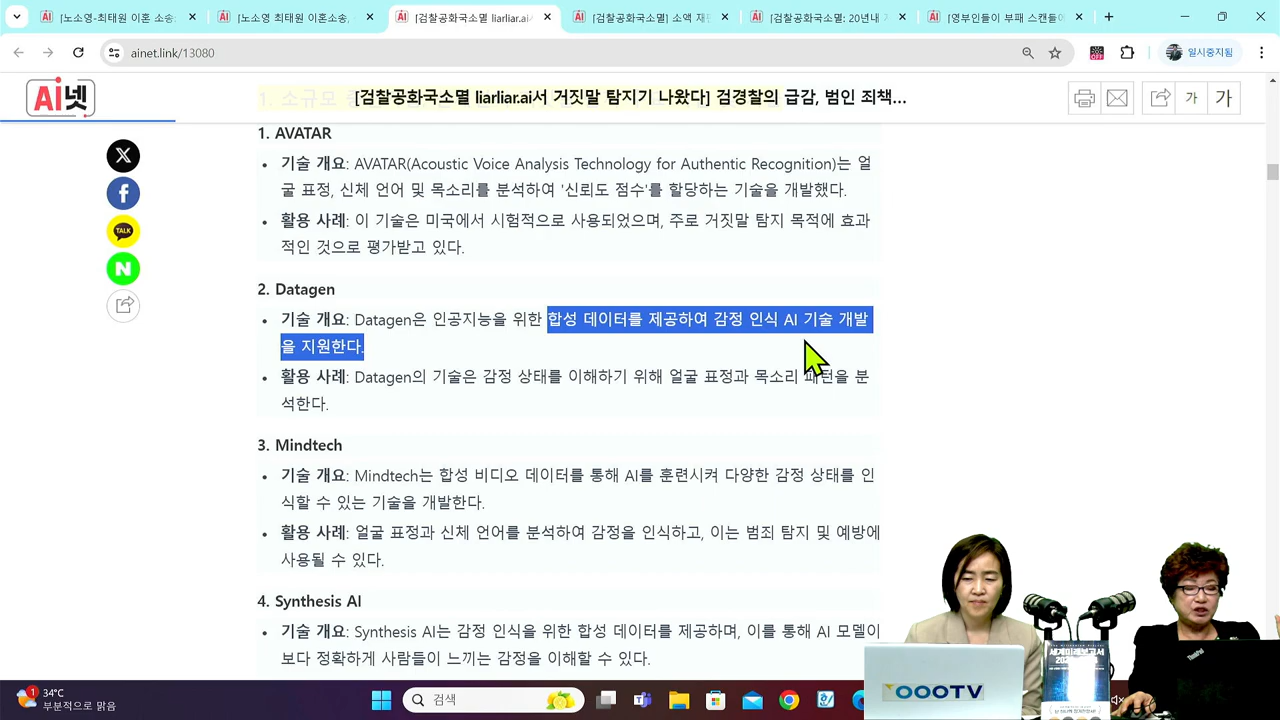 [노소영-최태원 이혼 소송
노소영 최태원 이혼소송,
[검찰공화국소멸 liarliar.ai서
[검찰공화국소멸] 소액 재판
[검찰공화국소멸: 20년내
[영부인들이 부패 스캔들에
ainet.link/13080
OFF
일시중지됨
Ai넷
1. 소규모
[검찰공화국소멸 liarliar.ai서 거짓말 탐지기 나왔다] 검경찰의 급감, 범인 죄책...
가 가
1. AVATAR
• 기술 개요: AVATAR(Acoustic Voice Analysis Technology for Authentic Recognition)는 얼
굴 표정, 신체 언어 및 목소리를 분석하여 '신뢰도 점수'를 할당하는 기술을 개발했다.
• 활용 사례: 이 기술은 미국에서 시험적으로 사용되었으며, 주로 거짓말 탐지 목적에 효과
적인 것으로 평가받고 있다.
2. Datagen
• 기술 개요: Datagen은 인공지능을 위한 합성 데이터를 제공하여 감정 인식 AI 기술 개발
을 지원한다.
• 활용 사례: Datagen의 기술은 감정 상태를 이해하기 위해 얼굴 표정과 목소리 패턴을 분
석한다.
3. Mindtech
• 기술 개요: Mindtech는 합성 비디오 데이터를 통해 AI를 훈련시켜 다양한 감정 상태를 인
식할 수 있는 기술을 개발한다.
• 활용 사례: 얼굴 표정과 신체 언어를 분석하여 감정을 인식하고, 이는 범죄 탐지 및 예방에
사용될 수 있다.
4. Synthesis AI
• 기술 개요: Synthesis AI는 감정 인식을 위한 합성 데이터를 제공하며, 이를 통해 AI 모델이
보다 정확하게 사람들이 느끼는 감정을 이해할 수 있다.
TALK
N
세계미래보고서
ThinkPad
OOOTV
1
34°C
부분적으로 맑음
검색